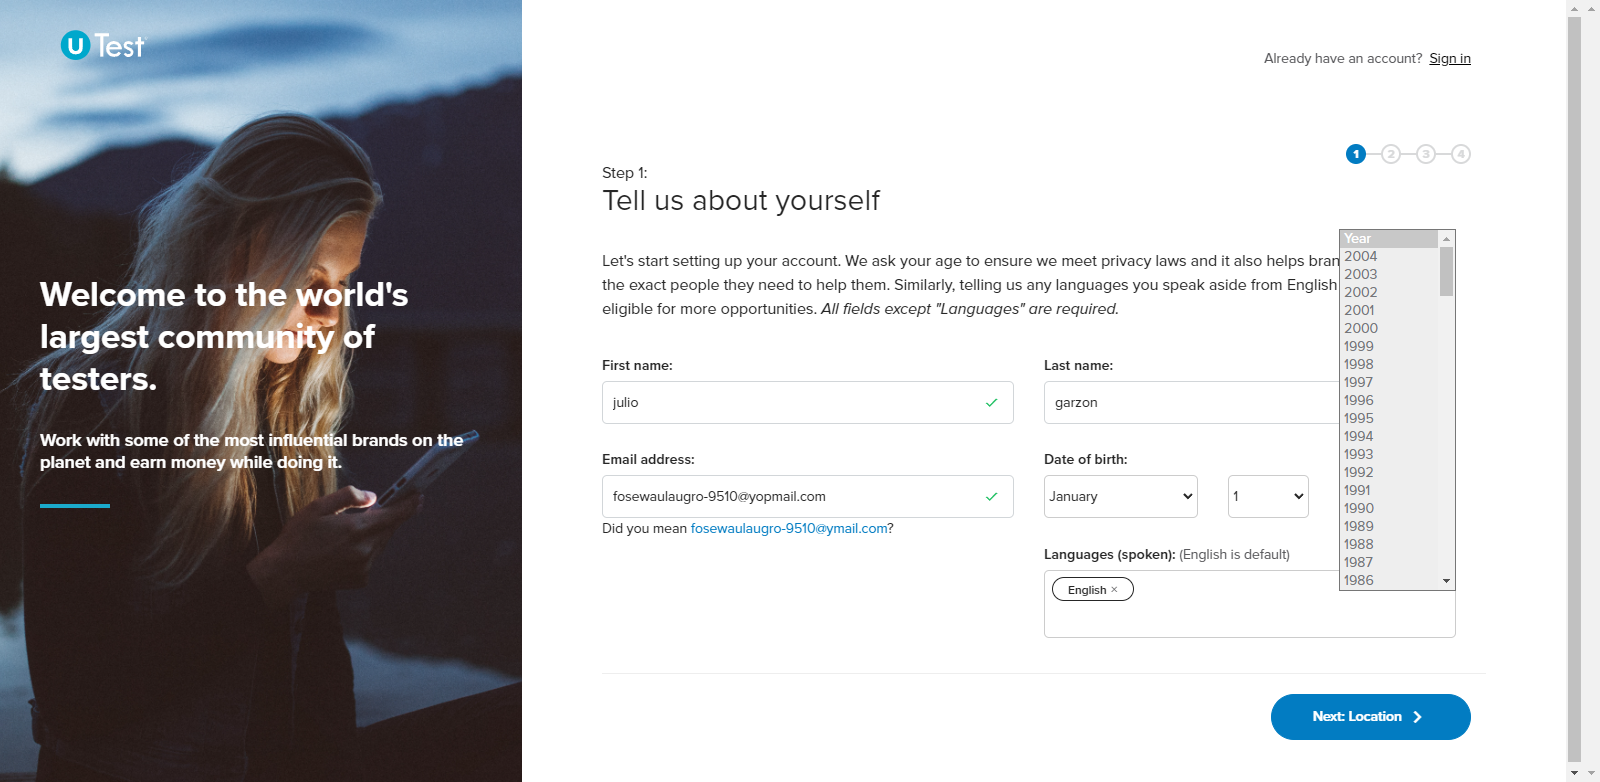 U Test
Already have an account? Sign in
1 2 3 4
Step 1:
Tell us about yourself
Let's start setting up your account. We ask your age to ensure we meet privacy laws and it also helps
the exact people they need to help them. Similarly, telling us any languages you speak aside from English
eligible for more opportunities. All fields except "Languages" are required.
Welcome to the world's
largest community of
testers.
Work with some of the most influential brands on the
planet and earn money while doing it.
First name:
julio
Last name:
garzon
Email address:
fosewaulaugro-9510@yopmail.com
Did you mean fosewaulaugro-9510@ymail.com?
Date of birth:
January
1
Year
2004
2003
2002
2001
2000
1999
1998
1997
1996
1995
1994
1993
1992
1991
1990
1989
1988
1987
1986
Languages (spoken): (English is default)
English ×
Next: Location